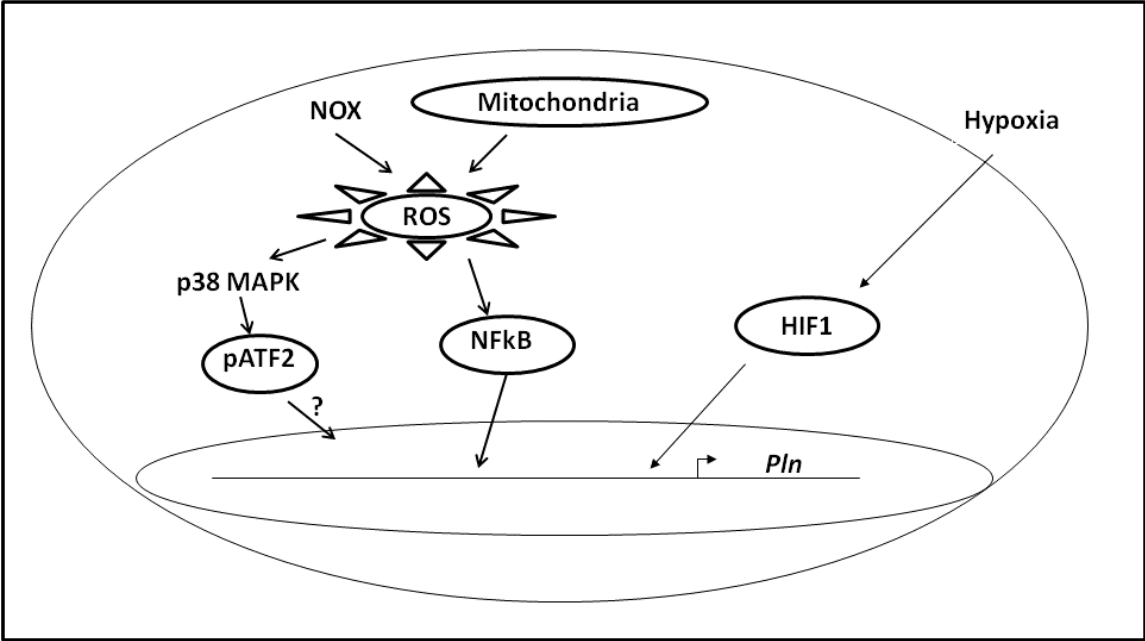 NOX
Mitochondria
Hypoxia
ROS
p38 MAPK
pATF2
NFkB
HIF1
?
Pln